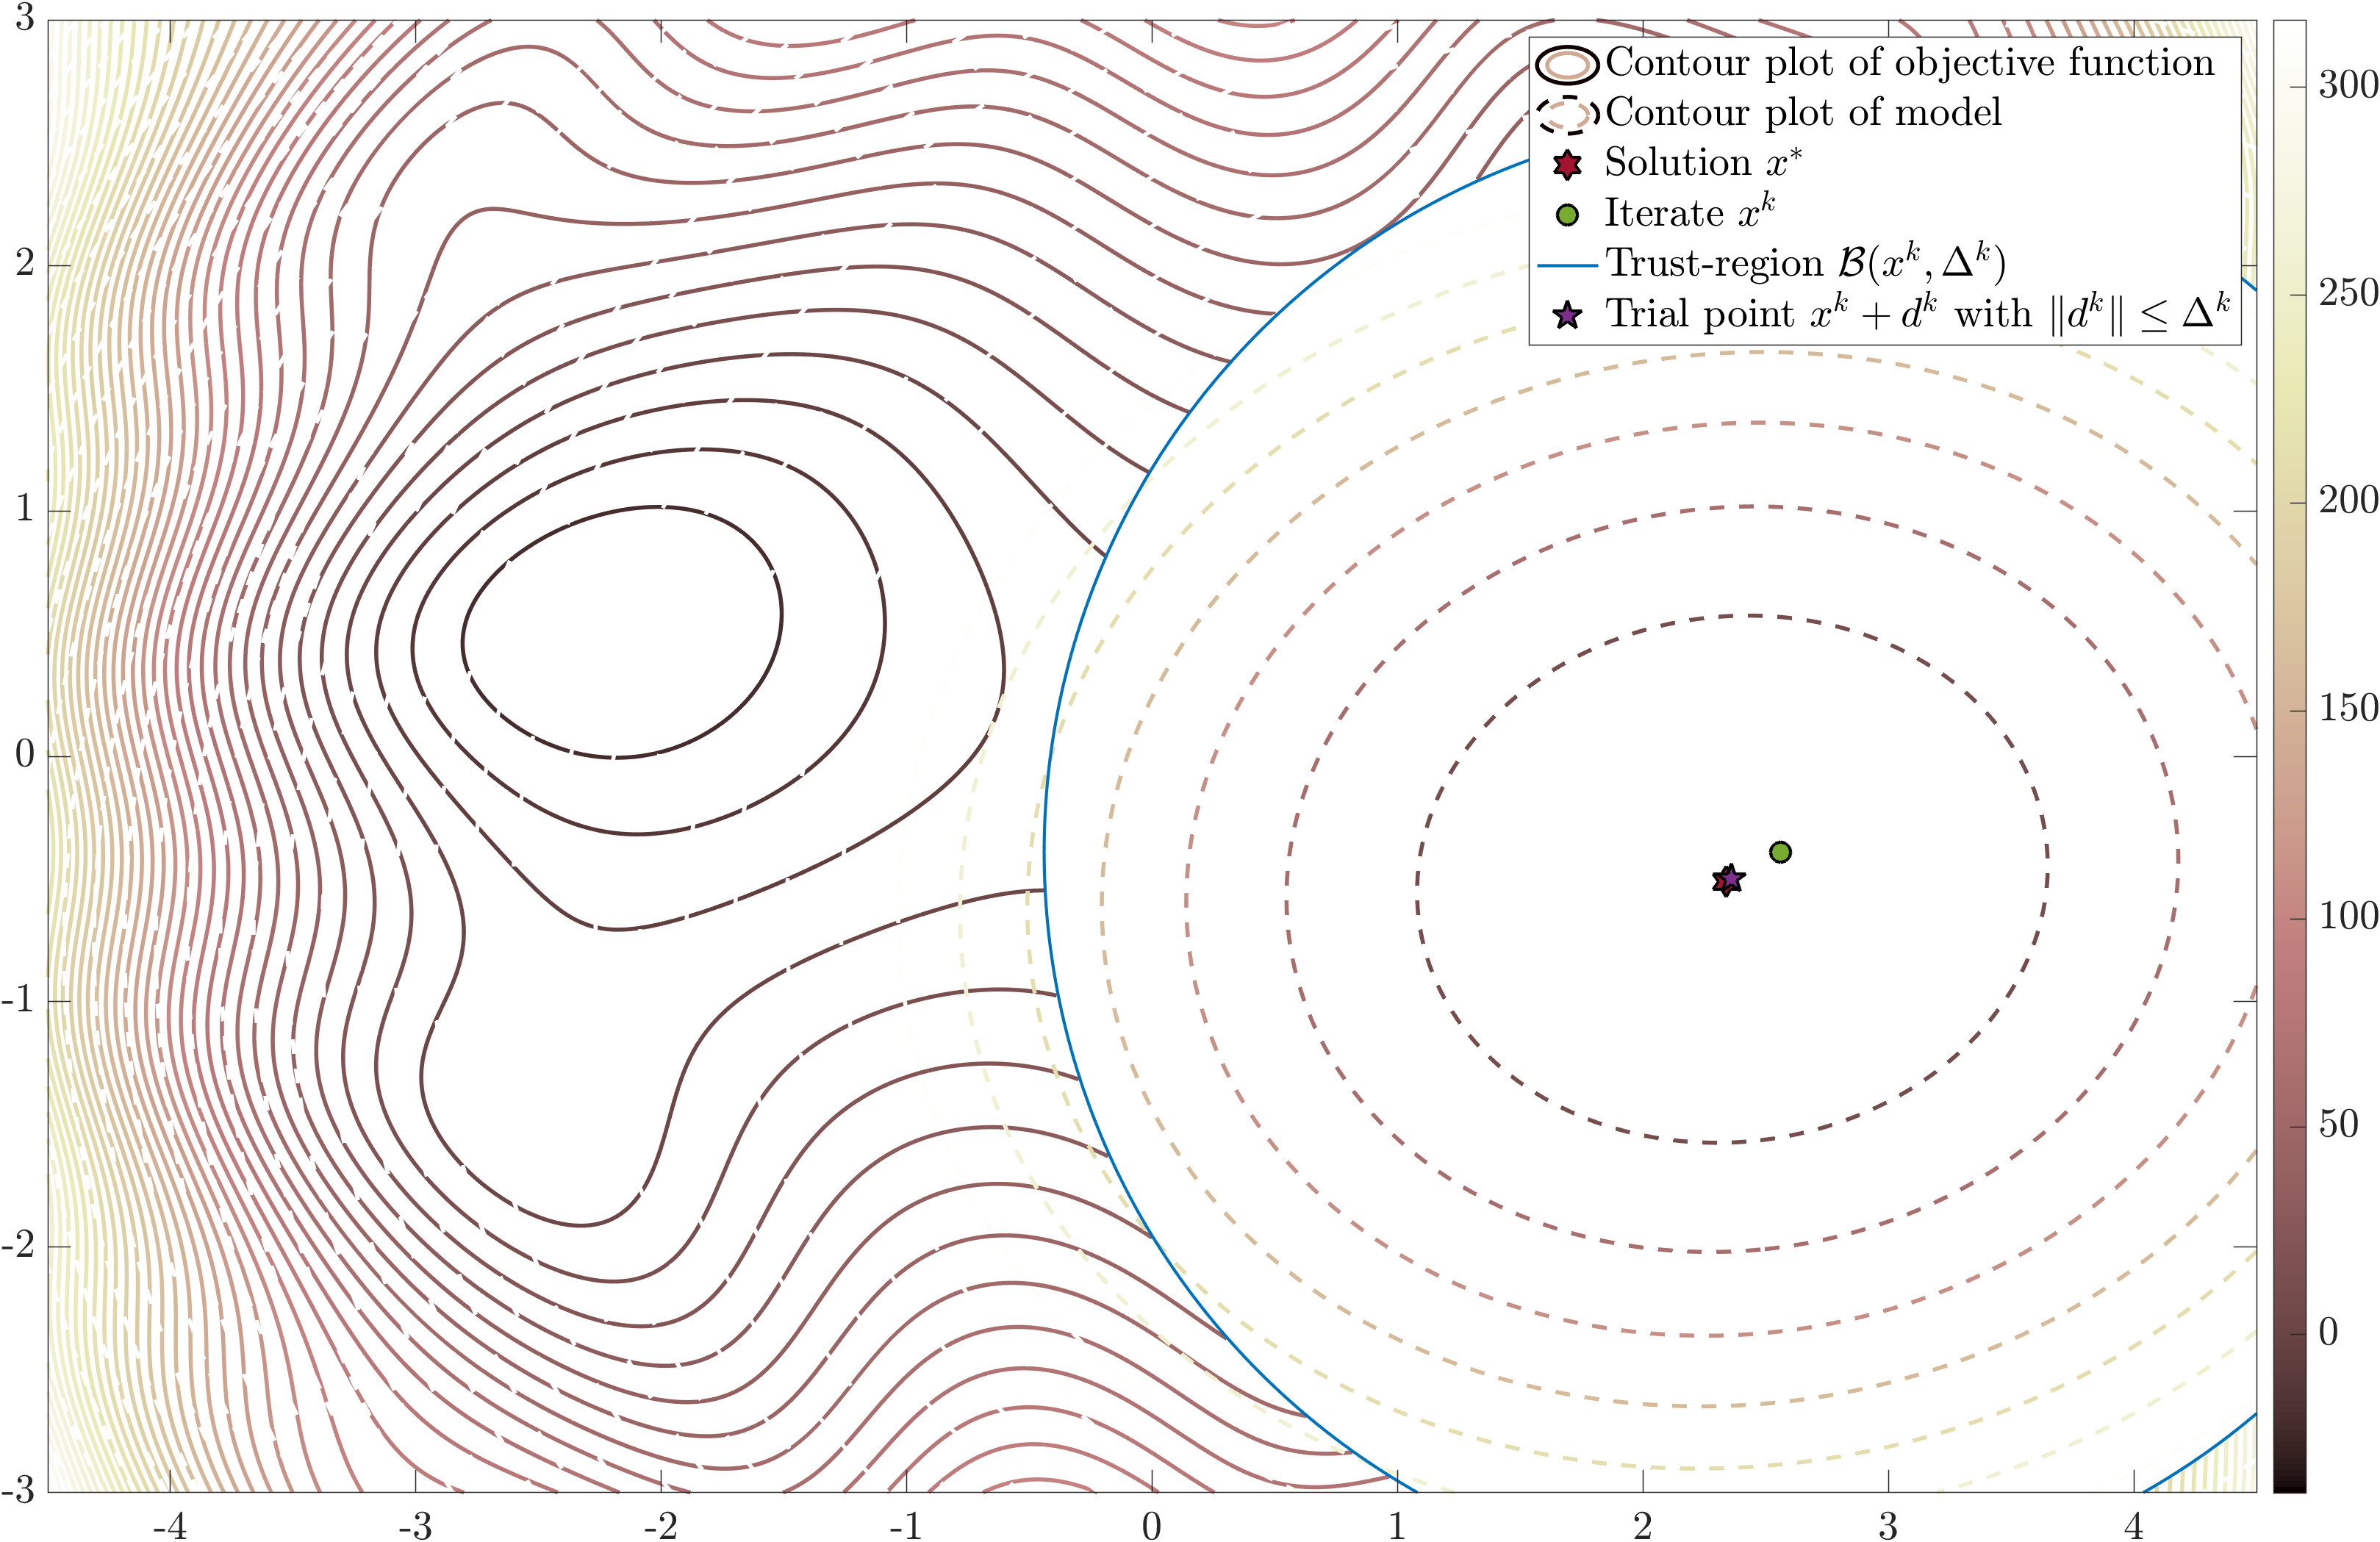 Contour plot of objective function
Contour plot of model
Solution x*
Iterate x^k
Trust-region ℬ(x^k, Δ^k)
Trial point x^k + d^k with ‖d^k‖ ≤ Δ^k
3
2
1
0
-1
-2
-3
-4 -3 -2 -1 0 1 2 3 4
300
250
200
150
100
50
0